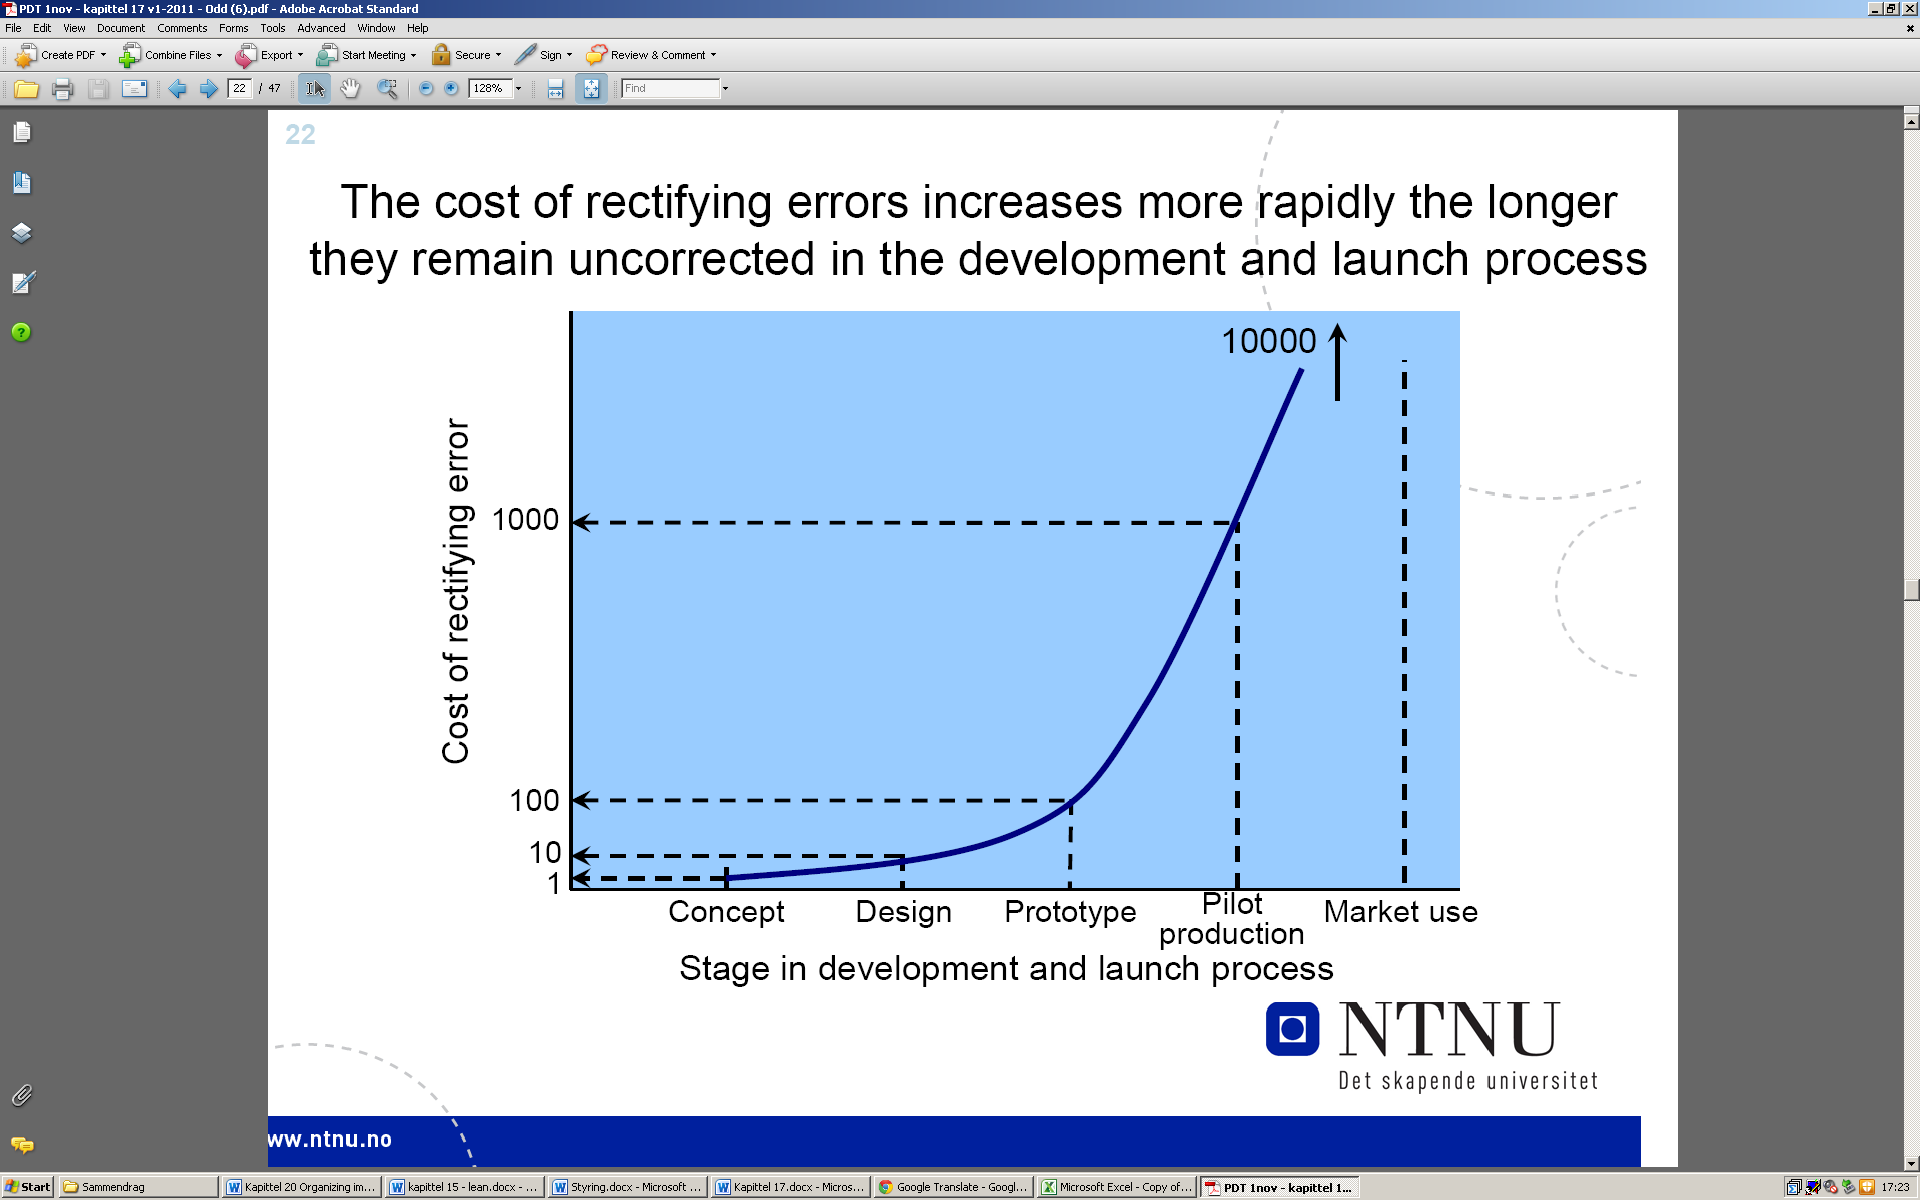 PDT 1nov - kapittel 17 v1-2011 - Odd (6).pdf - Adobe Acrobat Standard
File Edit View Document Comments Forms Tools Advanced Window Help
Create PDF Combine Files Export Start Meeting Secure Sign Review & Comment
22 / 47 128% Find
22
The cost of rectifying errors increases more rapidly the longer
they remain uncorrected in the development and launch process
10000
Cost of rectifying error
1000
100
10
1
Concept Design Prototype Pilot production Market use
Stage in development and launch process
NTNU
Det skapende universitet
ww.ntnu.no
Start Sammendrag Kapittel 20 Organizing im... kapittel 15 - lean.docx - ... Styring.docx - Microsoft ... Kapittel 17.docx - Micros... Google Translate - Googl... Microsoft Excel - Copy of... PDT 1nov - kapittel 1... 17:23